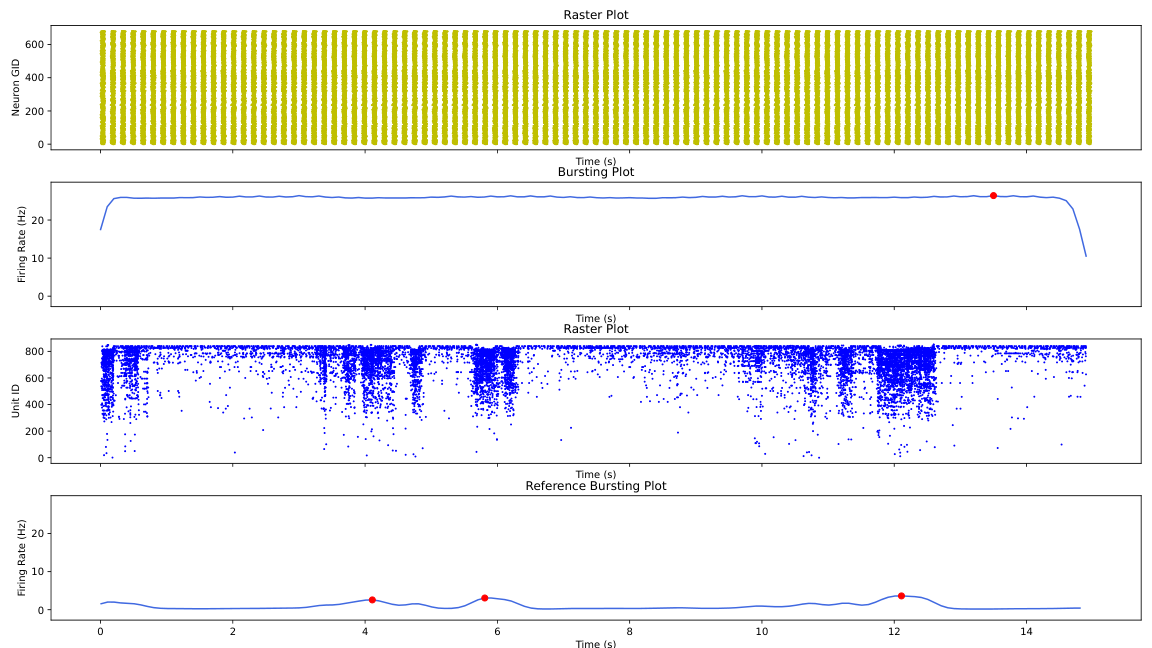 Raster Plot
600
400
200
0
Neuron GID
Time (s)
Bursting Plot
20
10
0
Firing Rate (Hz)
Time (s)
Raster Plot
800
600
400
200
0
Unit ID
Time (s)
Reference Bursting Plot
20
10
0
Firing Rate (Hz)
0 2 4 6 8 10 12 14
Time (s)